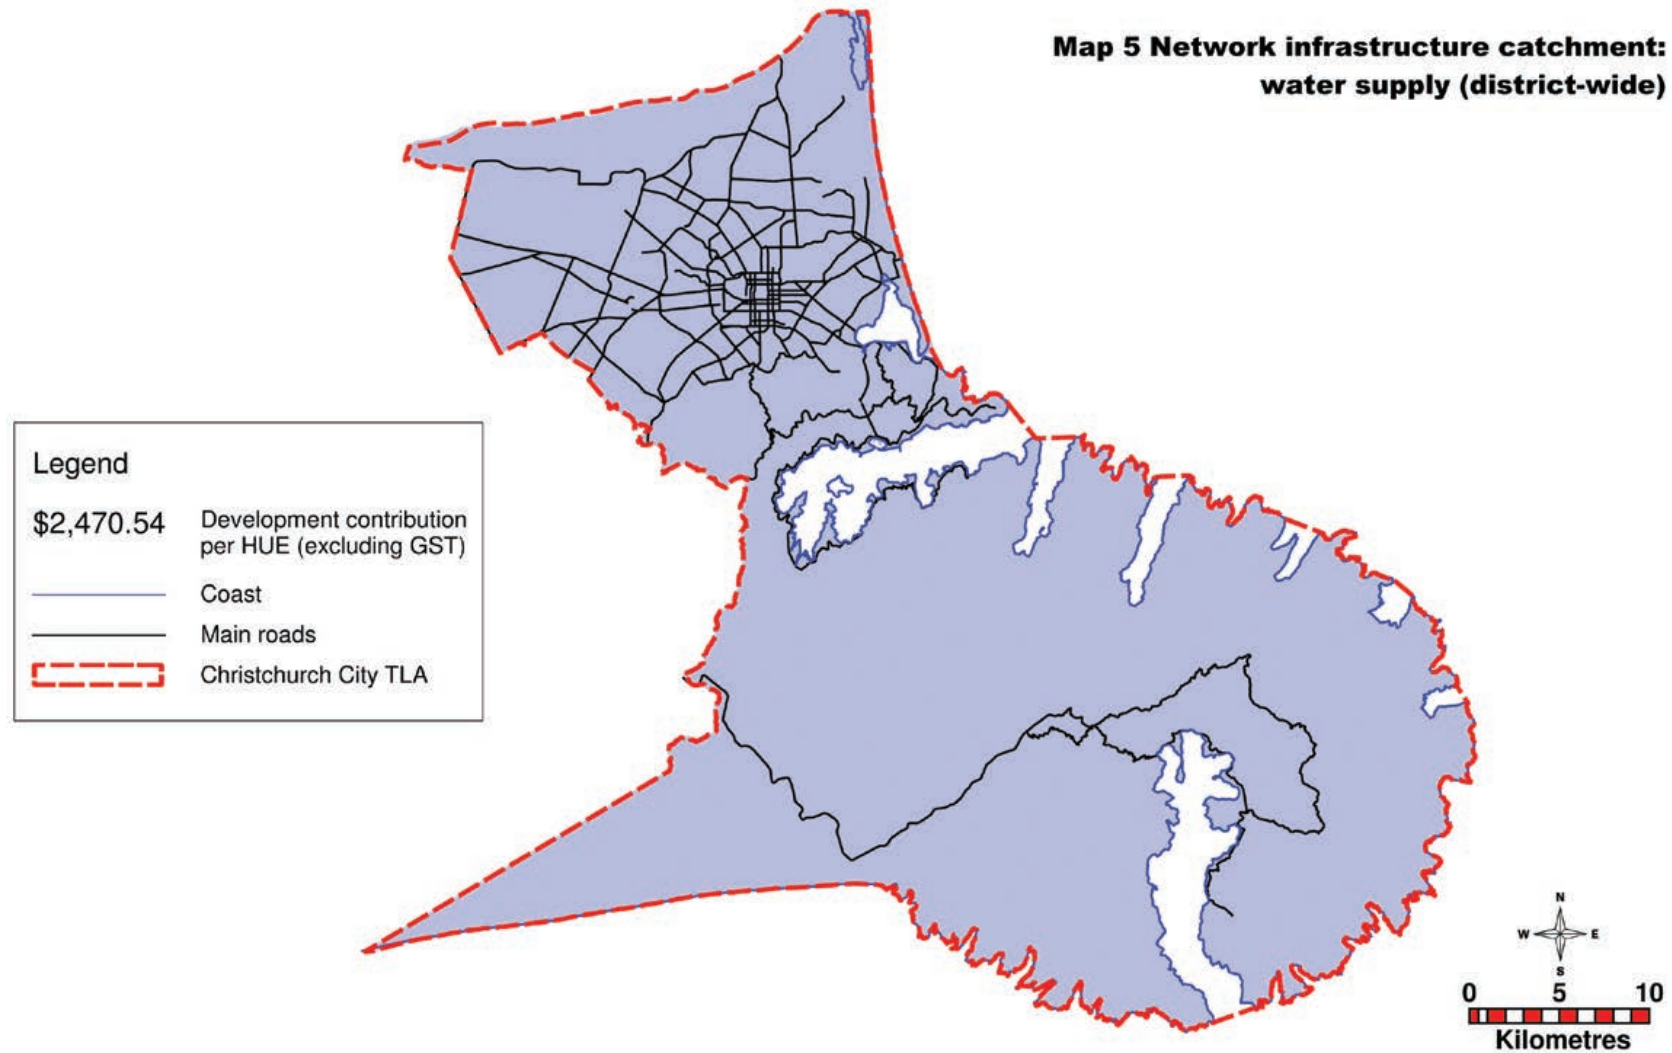 Map 5 Network infrastructure catchment:
water supply (district-wide)
Legend
$2,470.54
Development contribution
per HUE (excluding GST)
Coast
Main roads
Christchurch City TLA
N
W E
S
0 5 10
Kilometres